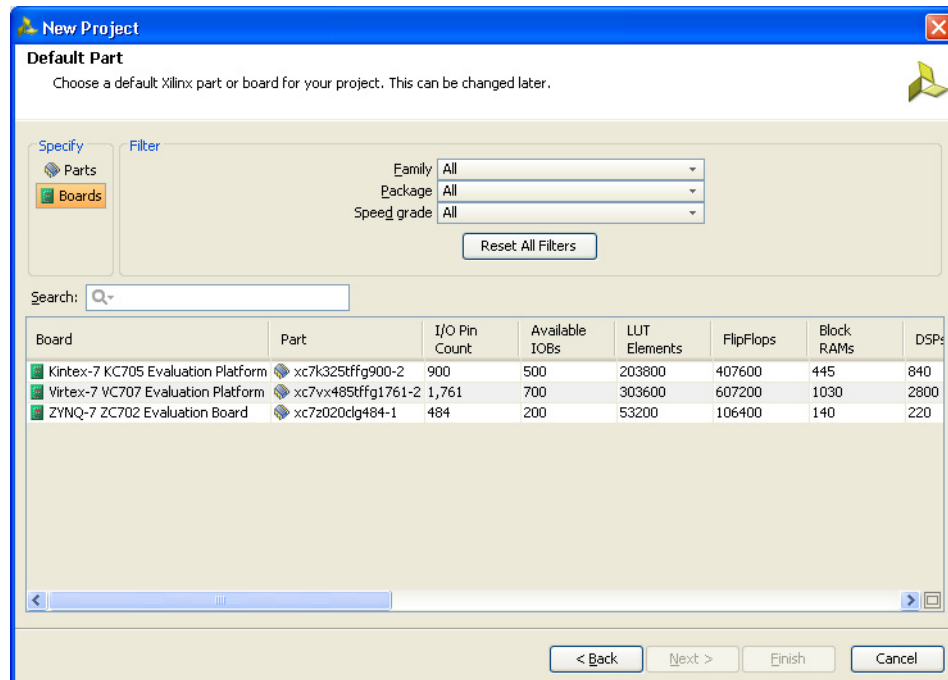 New Project
Default Part
Choose a default Xilinx part or board for your project. This can be changed later.
Specify
Filter
Parts
Boards
Family All
Package All
Speed grade All
Reset All Filters
Search:
Board Part I/O Pin Count Available IOBs LUT Elements FlipFlops Block RAMs DSPs
Kintex-7 KC705 Evaluation Platform xc7k325tffg900-2 900 500 203800 407600 445 840
Virtex-7 VC707 Evaluation Platform xc7vx485tffg1761-2 1,761 700 303600 607200 1030 2800
ZYNQ-7 ZC702 Evaluation Board xc7z020clg484-1 484 200 53200 106400 140 220
< Back Next > Finish Cancel